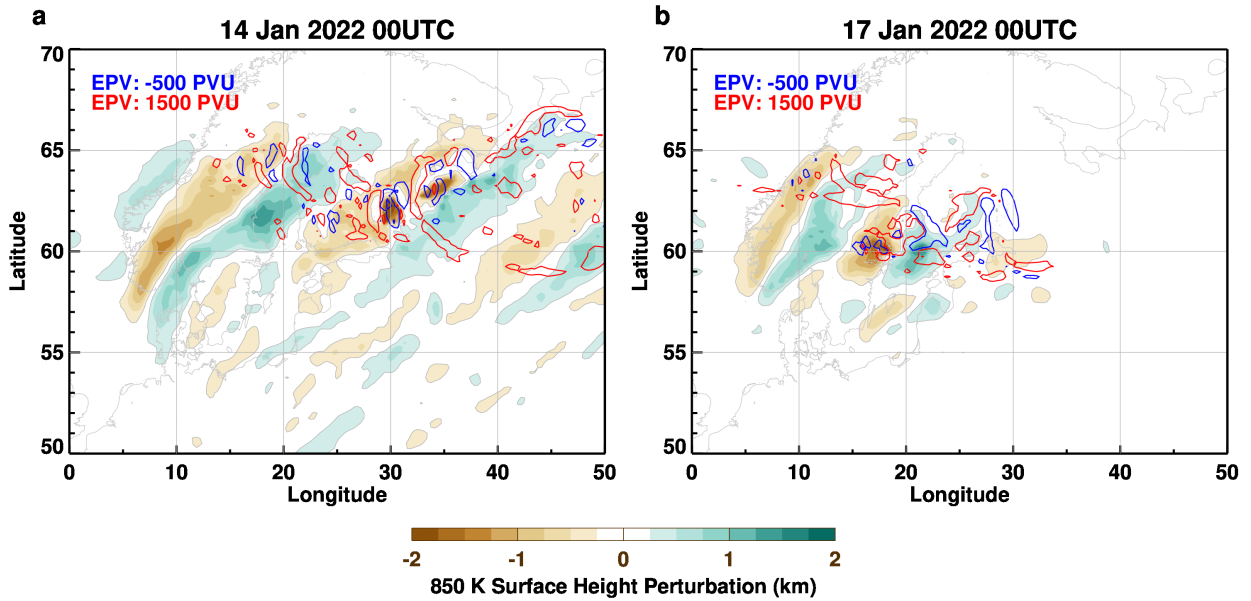 a
14 Jan 2022 00UTC
EPV: -500 PVU
EPV: 1500 PVU
Latitude
70
65
60
55
50
0 10 20 30 40 50
Longitude
b
17 Jan 2022 00UTC
EPV: -500 PVU
EPV: 1500 PVU
Latitude
70
65
60
55
50
0 10 20 30 40 50
Longitude
-2 -1 0 1 2
850 K Surface Height Perturbation (km)